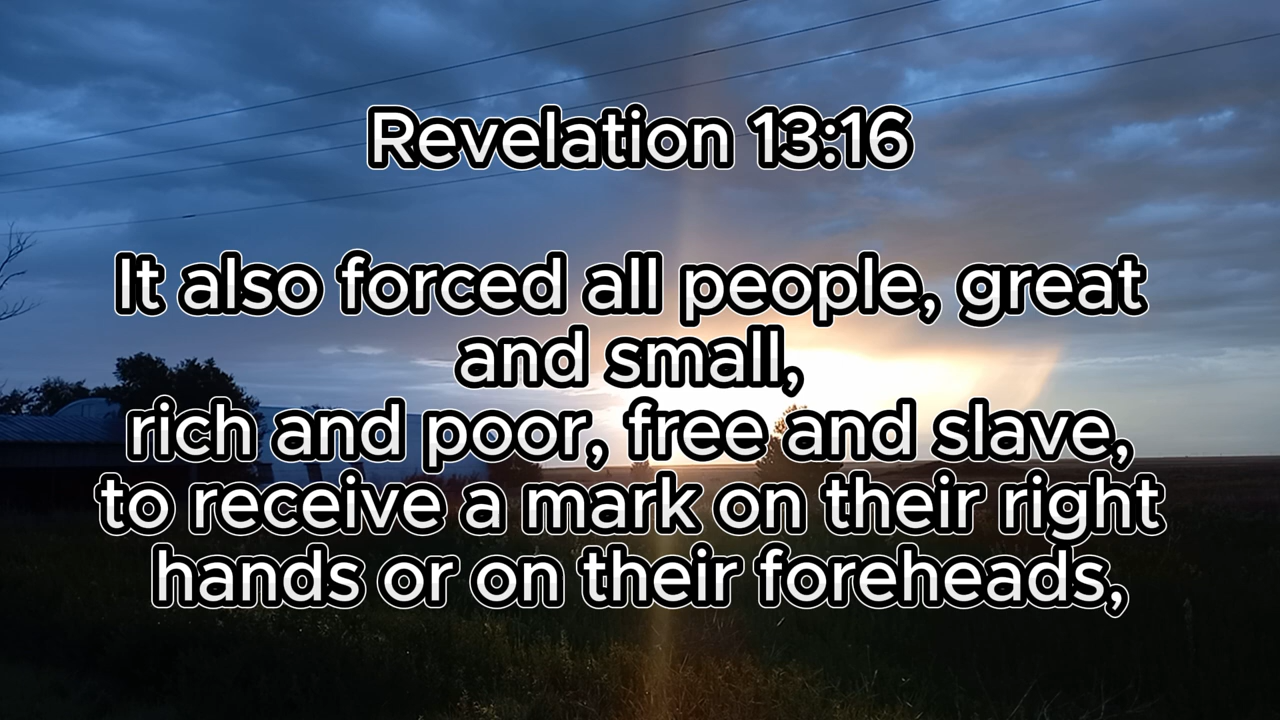 Revelation 13:16
It also forced all people, great
and small,
rich and poor, free and slave,
to receive a mark on their right
hands or on their foreheads,